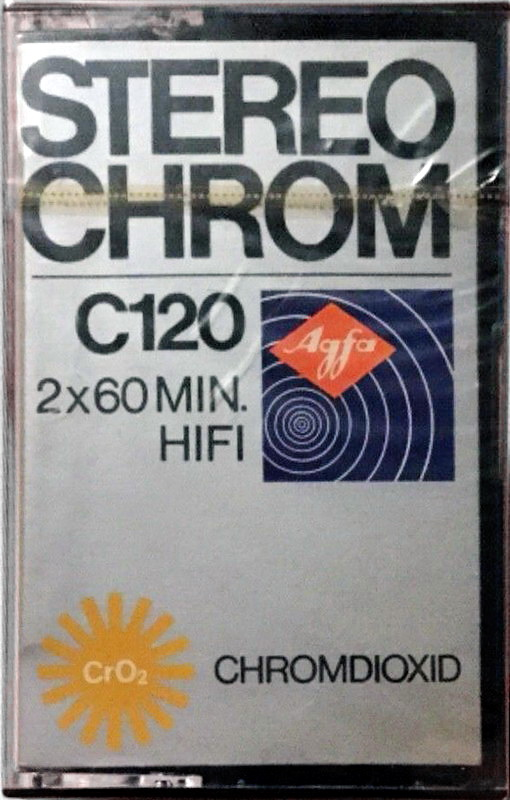 STEREO
CHROM
C120
Agfa
2x60 MIN.
HIFI
CrO₂
CHROMDIOXID